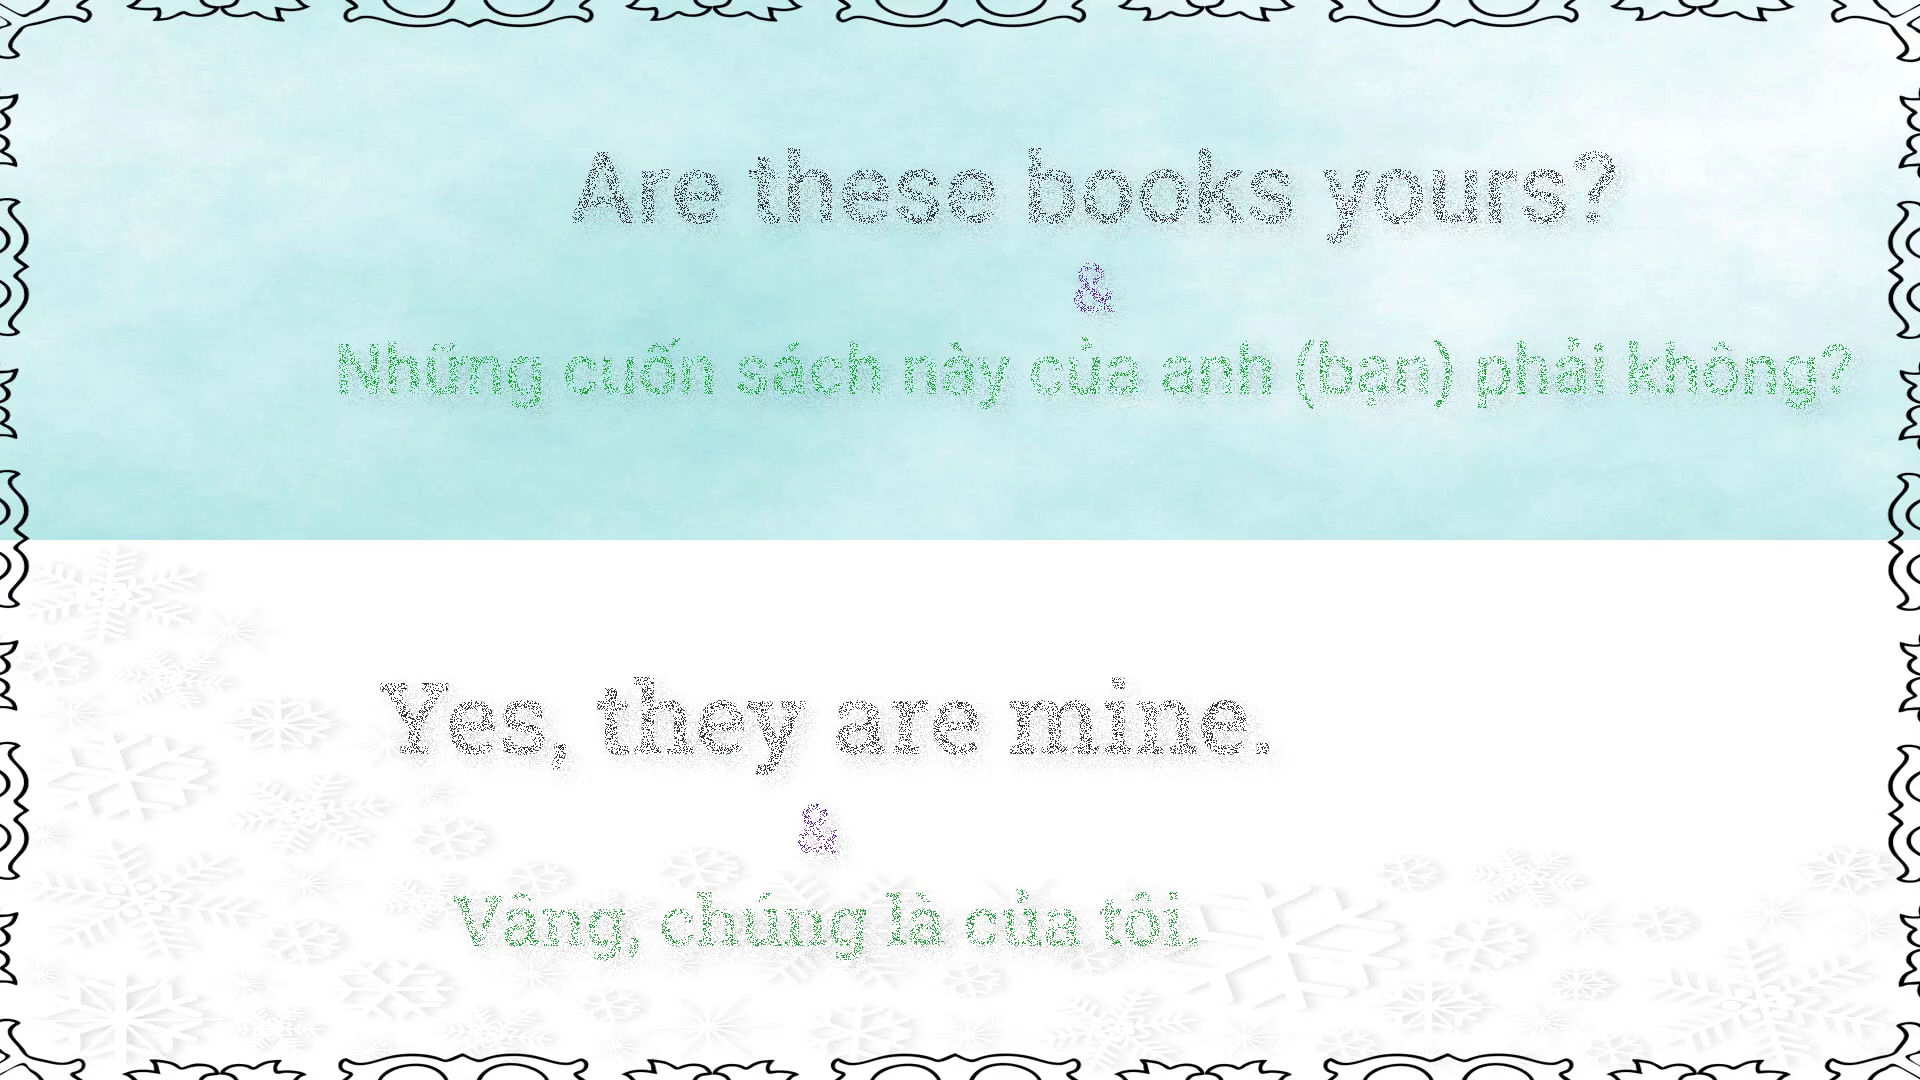 Are these books yours?
&
Những cuốn sách này của anh (bạn) phải không?
Yes, they are mine.
&
Vâng, chúng là của tôi.